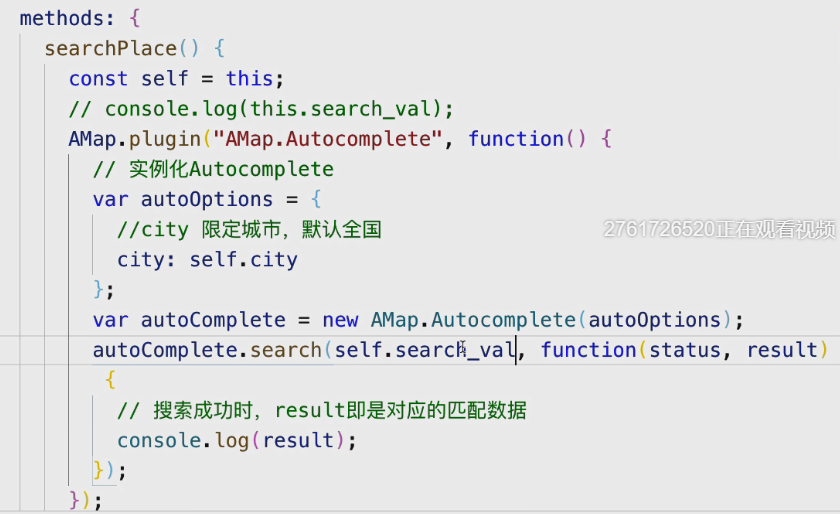 methods: {
searchPlace() {
const self = this;
// console.log(this.search_val);
AMap.plugin("AMap.Autocomplete", function() {
// 实例化Autocomplete
var autoOptions = {
//city 限定城市，默认全国
2761726520正在观看视频
city: self.city
};
var autoComplete = new AMap.Autocomplete(autoOptions);
autoComplete.search(self.search_val, function(status, result)
{
// 搜索成功时，result即是对应的匹配数据
console.log(result);
});
});